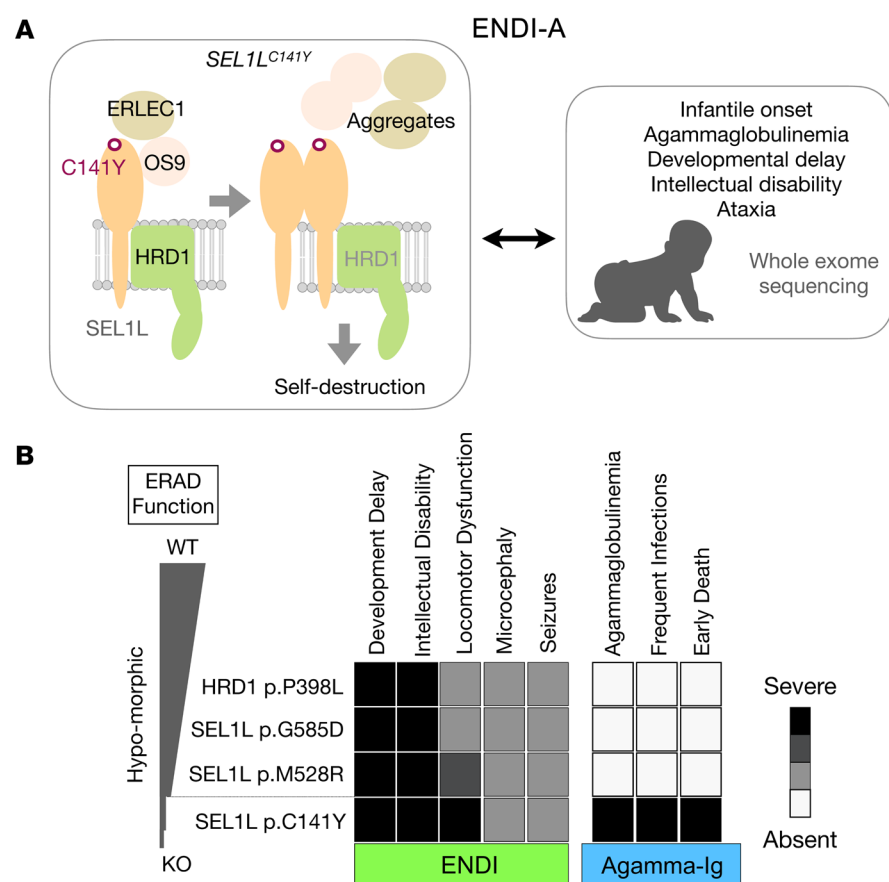 A
ENDI-A
SEL1L^C141Y
ERLEC1
C141Y
OS9
HRD1
SEL1L
Aggregates
HRD1
Self-destruction
Infantile onset
Agammaglobulinemia
Developmental delay
Intellectual disability
Ataxia
Whole exome
sequencing
B
ERAD
Function
WT
Hypo-morphic
KO
Development Delay
Intellectual Disability
Locomotor Dysfunction
Microcephaly
Seizures
Agammaglobulinemia
Frequent Infections
Early Death
HRD1 p.P398L
SEL1L p.G585D
SEL1L p.M528R
SEL1L p.C141Y
ENDI
Agamma-Ig
Severe
Absent